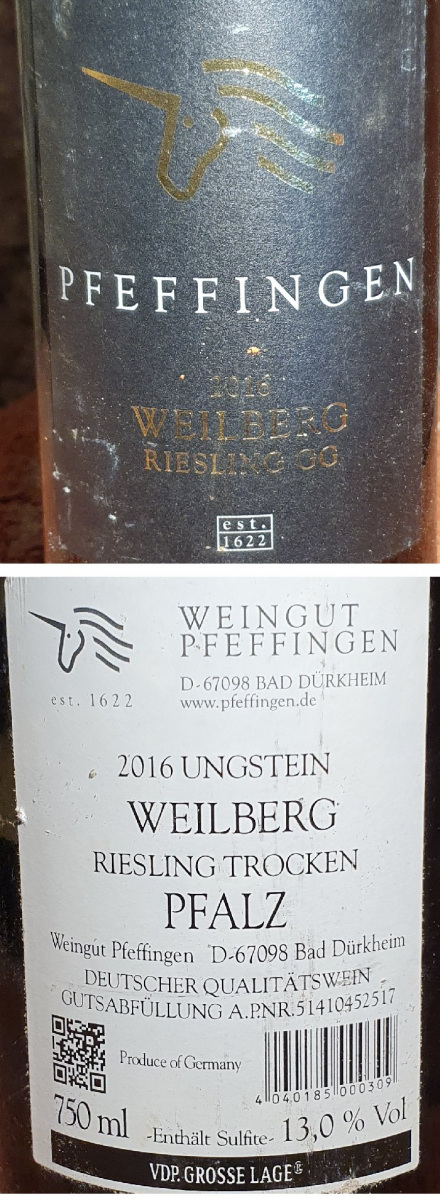 PFEFFINGEN
2016
WEILBERG
RIESLING GG
est.
1622
WEINGUT
PFEFFINGEN
est. 1622
D-67098 BAD DÜRKHEIM
www.pfeffingen.de
2016 UNGSTEIN
WEILBERG
RIESLING TROCKEN
PFALZ
Weingut Pfeffingen D-67098 Bad Dürkheim
DEUTSCHER QUALITÄTSWEIN
GUTSABFÜLLUNG A.P.NR.51410452517
Produce of Germany
4 040185 000309
750 ml -Enthält Sulfite- 13,0 % Vol
VDP. GROSSE LAGE®